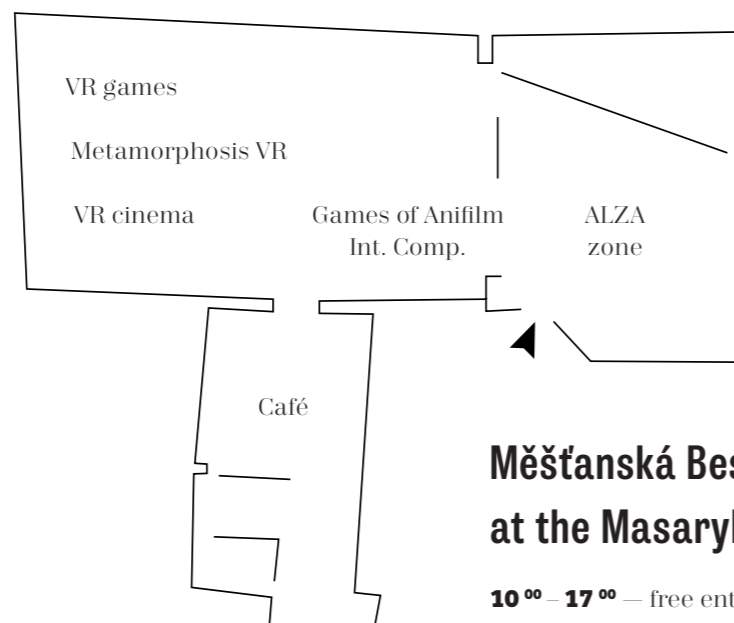 VR games
Metamorphosis VR
VR cinema
Games of Anifilm
Int. Comp.
ALZA
zone
Café
Měšťanská Bes
at the Masaryk
10 00 – 17 00 — free ent